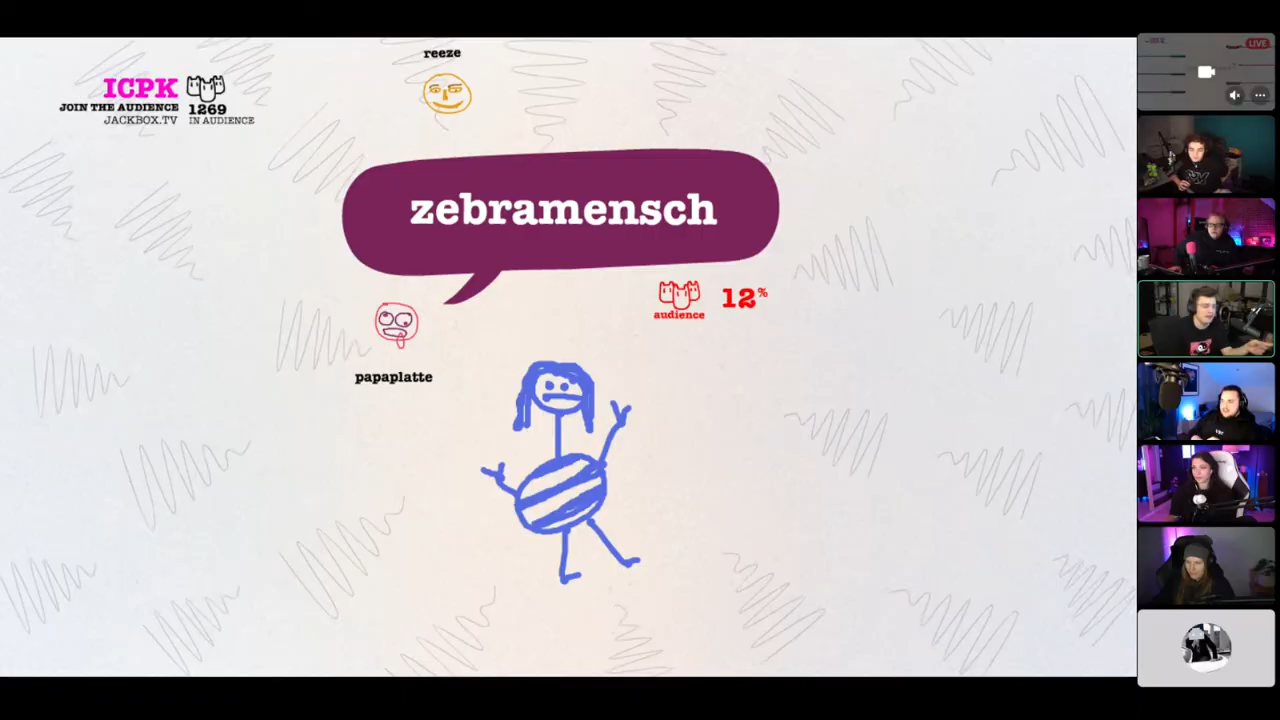 reeze
ICPK
JOIN THE AUDIENCE
JACKBOX.TV
1269
IN AUDIENCE
zebramensch
audience
12%
papaplatte
LIVE